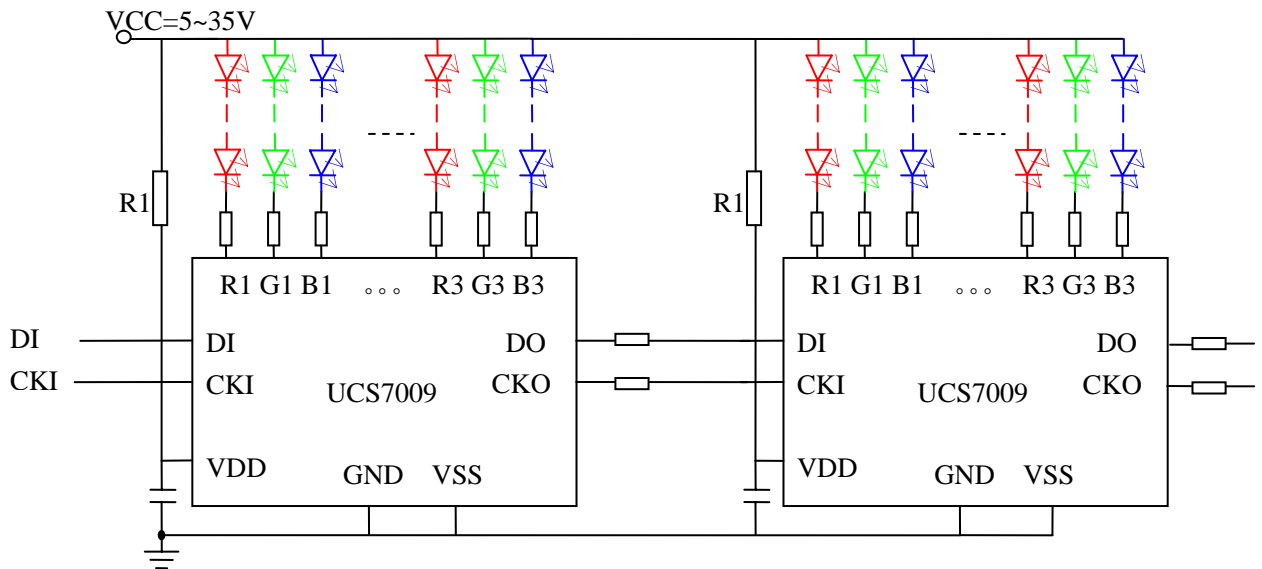 VCC=5~35V
R1
R1
R1 G1 B1 。。。 R3 G3 B3
R1 G1 B1 。。。 R3 G3 B3
DI
DI
DO
DI
DO
CKI
CKI
CKO
CKI
CKO
UCS7009
UCS7009
VDD
GND
VSS
VDD
GND
VSS